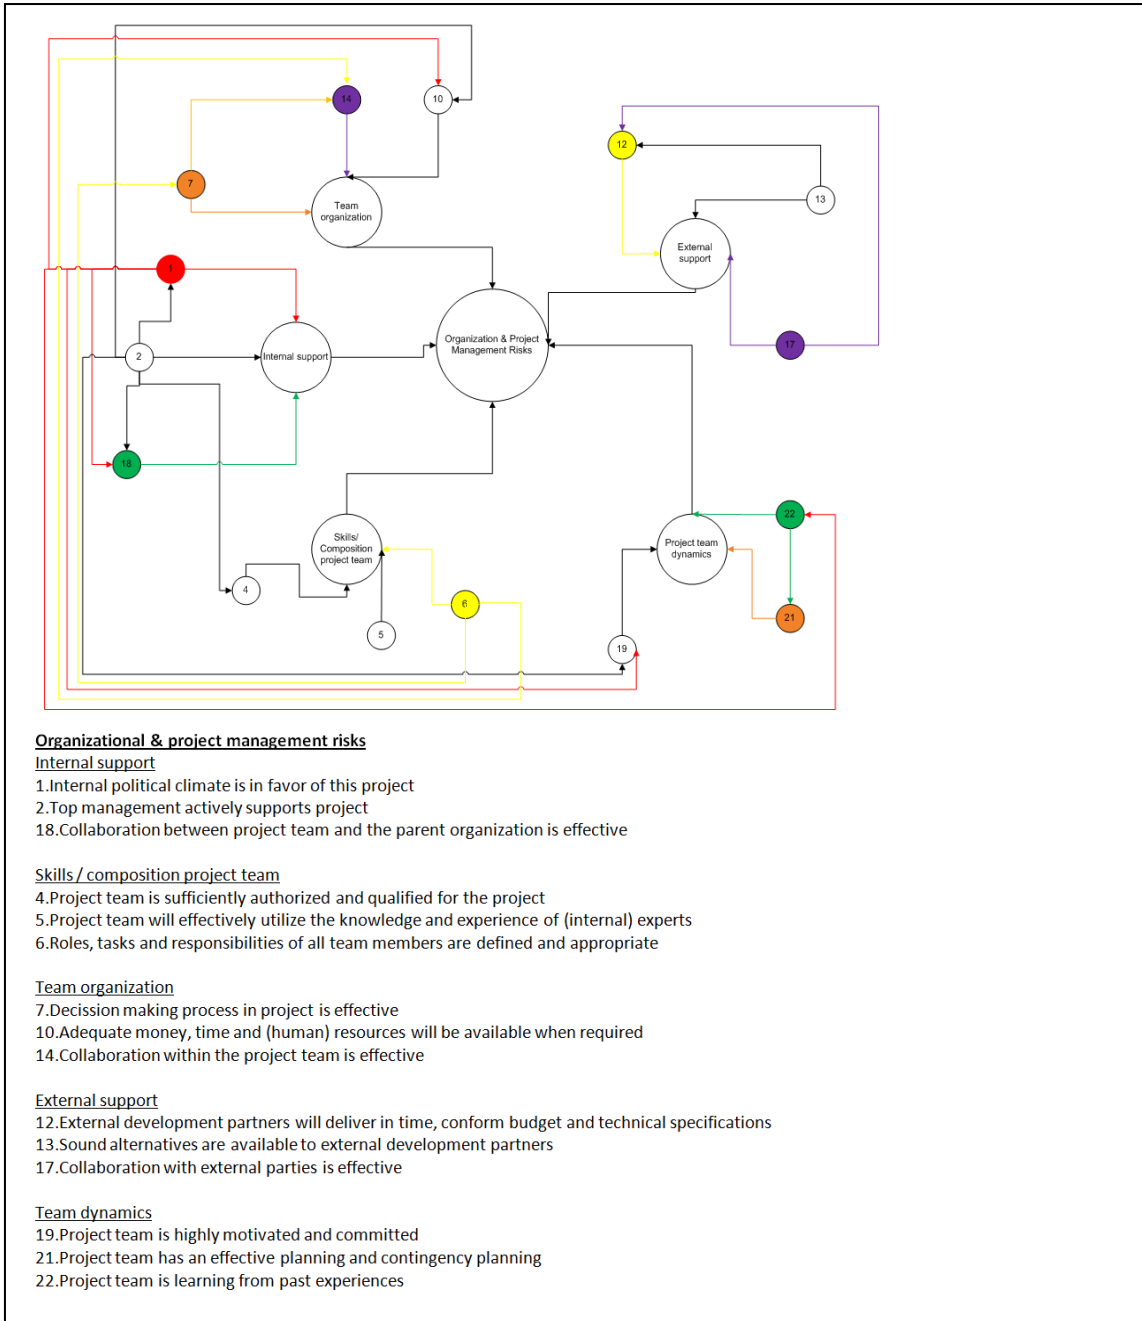 14
10
12
7
13
Team
organization
External
support
1
2
Internal support
Organization & Project
Management Risks
17
18
Skills/
Composition
project team
22
Project team
dynamics
4
6
21
5
19
Organizational & project management risks
Internal support
1.Internal political climate is in favor of this project
2.Top management actively supports project
18.Collaboration between project team and the parent organization is effective
Skills / composition project team
4.Project team is sufficiently authorized and qualified for the project
5.Project team will effectively utilize the knowledge and experience of (internal) experts
6.Roles, tasks and responsibilities of all team members are defined and appropriate
Team organization
7.Decission making process in project is effective
10.Adequate money, time and (human) resources will be available when required
14.Collaboration within the project team is effective
External support
12.External development partners will deliver in time, conform budget and technical specifications
13.Sound alternatives are available to external development partners
17.Collaboration with external parties is effective
Team dynamics
19.Project team is highly motivated and committed
21.Project team has an effective planning and contingency planning
22.Project team is learning from past experiences